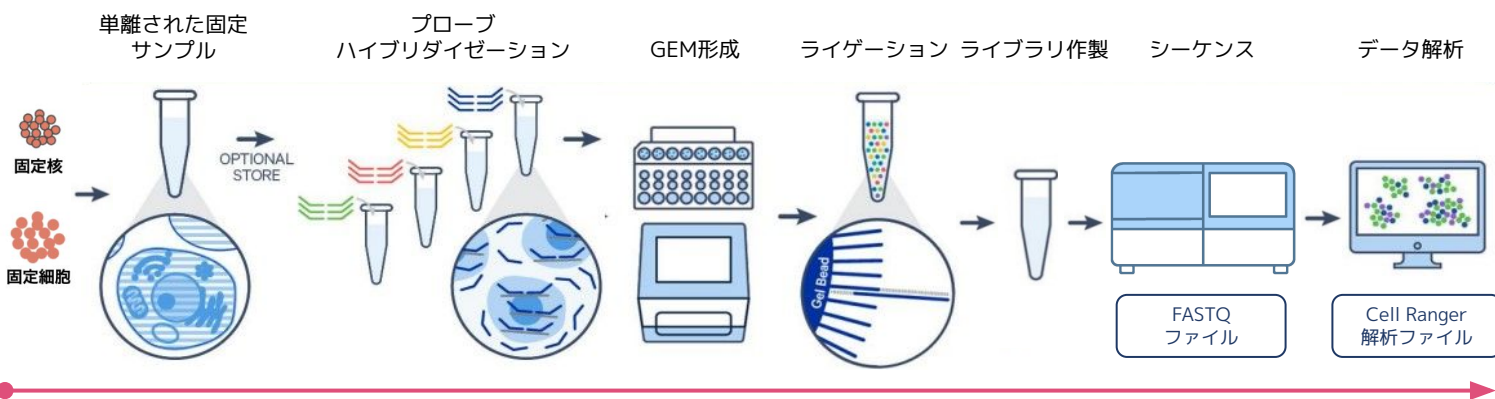 単離された固定
サンプル
プローブ
ハイブリダイゼーション
GEM形成
ライゲーション
ライブラリ作製
シーケンス
データ解析
固定核
固定細胞
OPTIONAL
STORE
Gel Bead
FASTQ
ファイル
Cell Ranger
解析ファイル